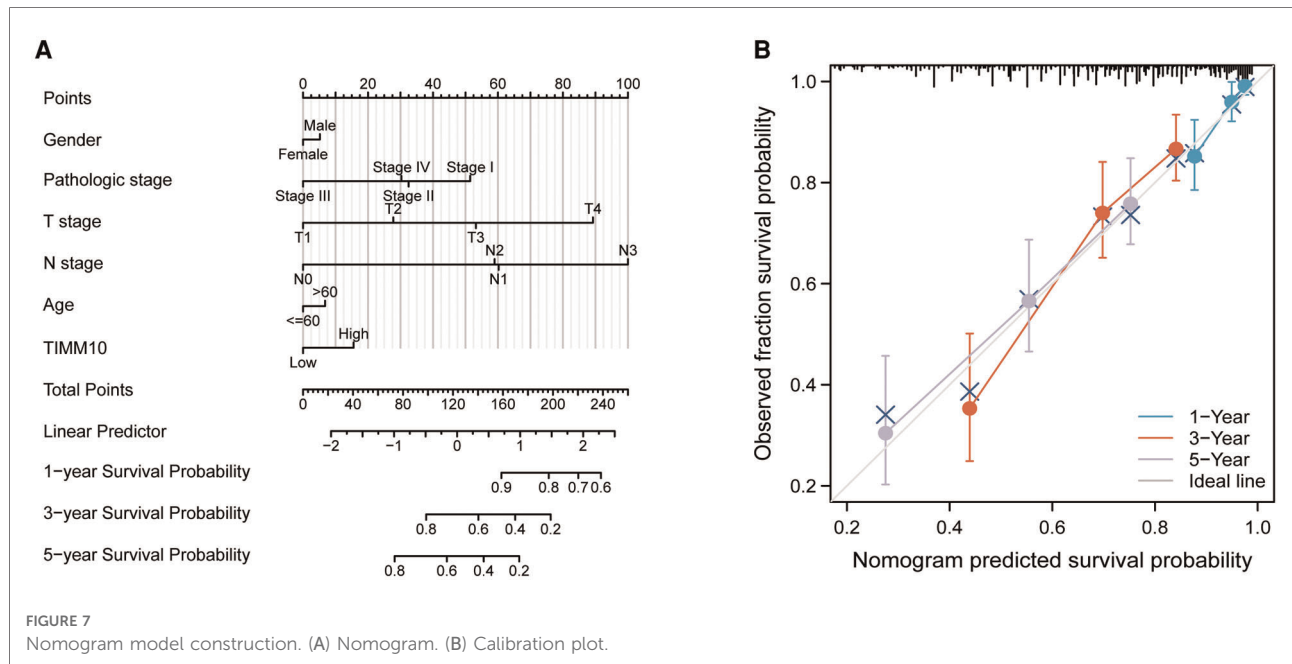 A
0 20 40 60 80 100
Points
Male
Gender
Female
Stage IV Stage I
Pathologic stage
Stage III Stage II
T2 T4
T stage
T1 T3
N2 N3
N stage
N0 N1
>60
Age
<=60
High
TIMM10
Low
Total Points
0 40 80 120 160 200 240
Linear Predictor
−2 −1 0 1 2
1−year Survival Probability
0.9 0.8 0.7 0.6
3−year Survival Probability
0.8 0.6 0.4 0.2
5−year Survival Probability
0.8 0.6 0.4 0.2
B
Observed fraction survival probability
1.0
0.8
0.6
0.4
0.2
1−Year
3−Year
5−Year
Ideal line
0.2 0.4 0.6 0.8 1.0
Nomogram predicted survival probability
FIGURE 7
Nomogram model construction. (A) Nomogram. (B) Calibration plot.